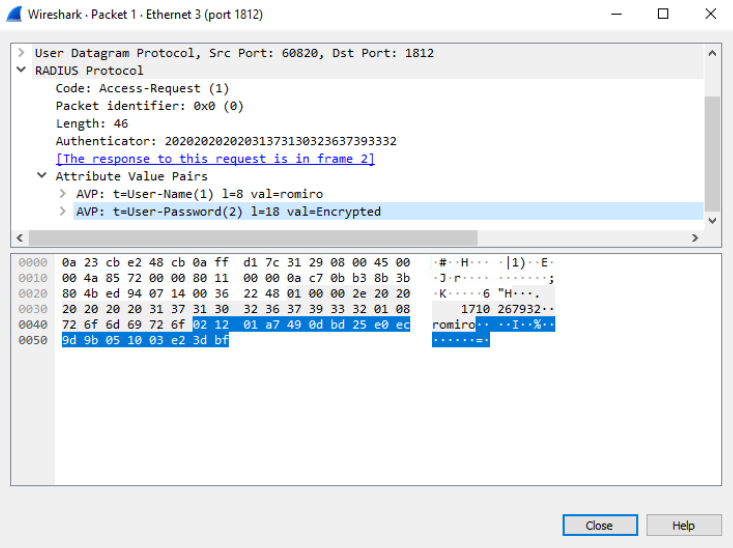 Wireshark · Packet 1 · Ethernet 3 (port 1812)
User Datagram Protocol, Src Port: 60820, Dst Port: 1812
RADIUS Protocol
Code: Access-Request (1)
Packet identifier: 0x0 (0)
Length: 46
Authenticator: 20202020202031373130323637393332
[The response to this request is in frame 2]
Attribute Value Pairs
AVP: t=User-Name(1) l=8 val=romiro
AVP: t=User-Password(2) l=18 val=Encrypted
0000 0a 23 cb e2 48 cb 0a ff d1 7c 31 29 08 00 45 00 ·#··H··· ·|1)··E·
0010 00 4a 85 72 00 00 80 11 00 00 0a c7 0b b3 8b 3b ·J·r···· ·······;
0020 80 4b ed 94 07 14 00 36 22 48 01 00 00 2e 20 20 ·K·····6 "H···.
0030 20 20 20 20 31 37 31 30 32 36 37 39 33 32 01 08 1710 267932··
0040 72 6f 6d 69 72 6f 02 12 01 a7 49 0d bd 25 e0 ec romiro·· ··I··%··
0050 9d 9b 05 10 03 e2 3d bf ······=·
Close
Help